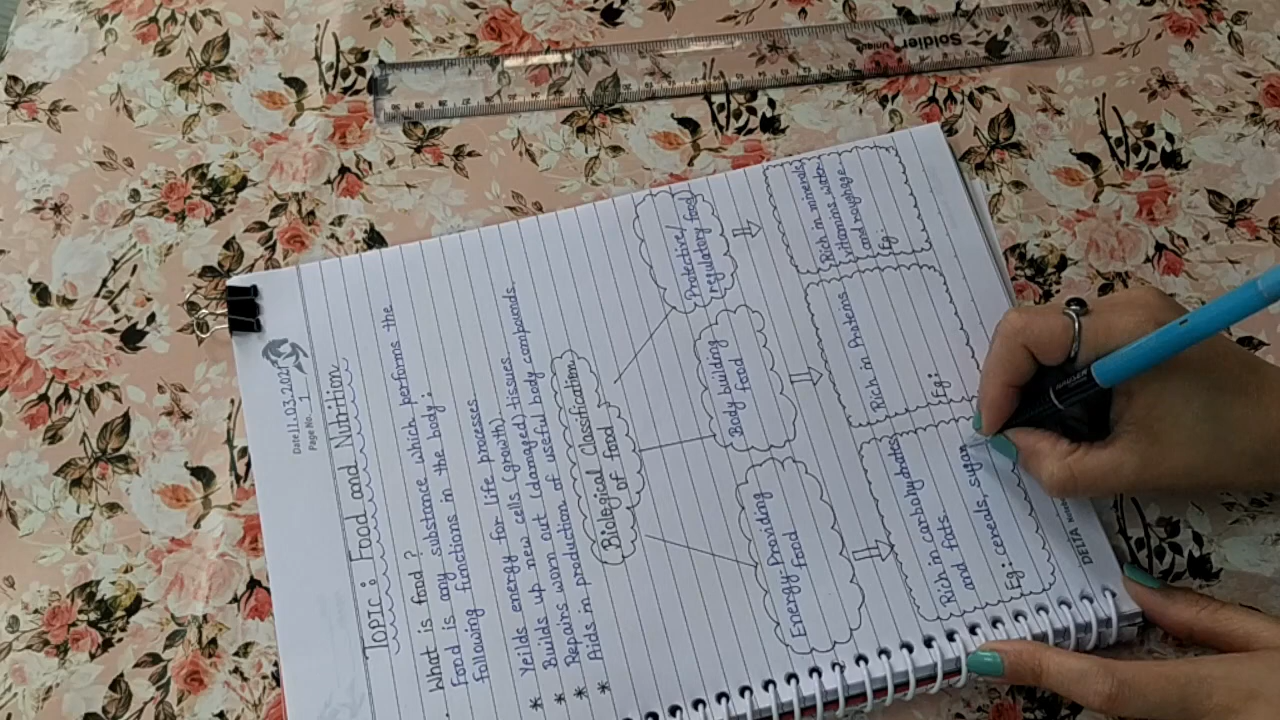 Date 11.03.2021
Page No. 1
Topic : Food and Nutrition
What is food ?
Food is any substance which performs the
following functions in the body :
* Yeilds energy for life processes.
* Builds up new cells (growth).
* Repairs worn out (damaged) tissues.
* Aids in production of useful body compounds.
Biological Classification
of food
Energy-Providing
food
Body building
food
Protective/
regulatory food
Rich in carbohydrates
and fats.
Eg: cereals, sugar
Rich in Proteins
Eg:
Rich in minerals
vitamins, water
and roughage
Eg:
DELTA
Soldier
Unique